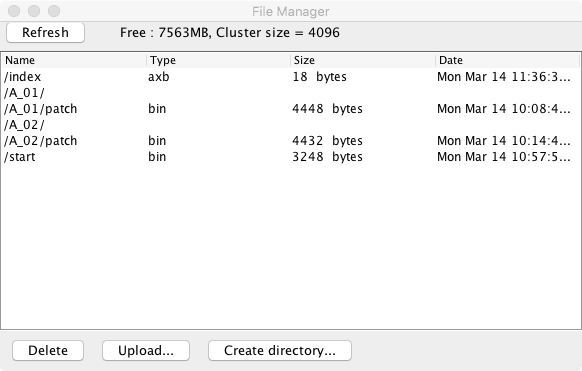 File Manager
Refresh Free : 7563MB, Cluster size = 4096
Name Type Size Date
/index axb 18 bytes Mon Mar 14 11:36:3...
/A_01/
/A_01/patch bin 4448 bytes Mon Mar 14 10:08:4...
/A_02/
/A_02/patch bin 4432 bytes Mon Mar 14 10:14:4...
/start bin 3248 bytes Mon Mar 14 10:57:5...
Delete Upload... Create directory...